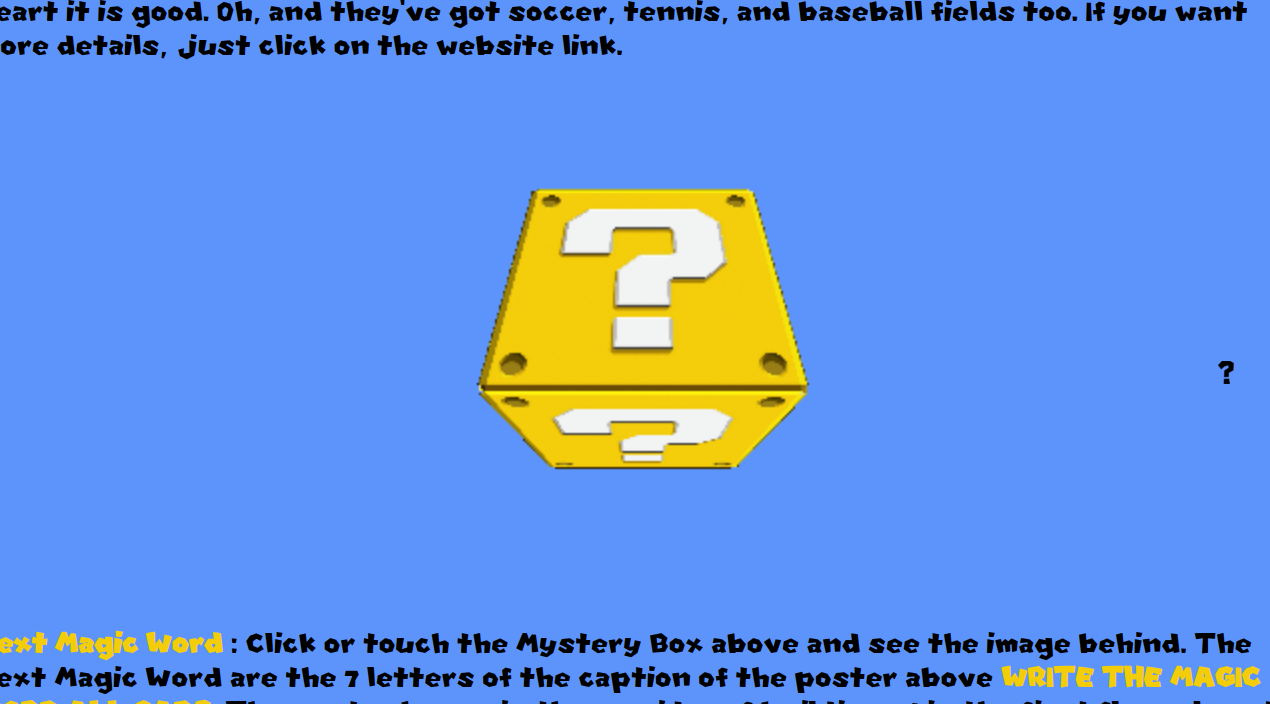 eart it is good. Oh, and they've got soccer, tennis, and baseball fields too. If you want
ore details, just click on the website link.
?
?
?
ext Magic Word : Click or touch the Mystery Box above and see the image behind. The
ext Magic Word are the 7 letters of the caption of the poster above WRITE THE MAGIC